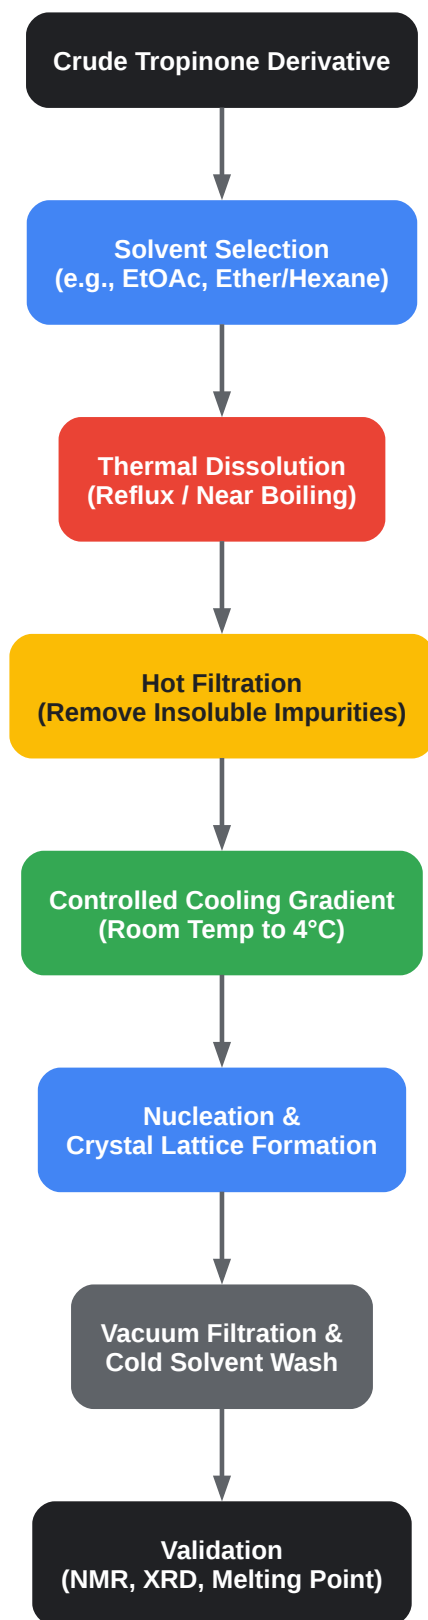 Crude Tropinone Derivative
Solvent Selection
(e.g., EtOAc, Ether/Hexane)
Thermal Dissolution
(Reflux / Near Boiling)
Hot Filtration
(Remove Insoluble Impurities)
Controlled Cooling Gradient
(Room Temp to 4°C)
Nucleation &
Crystal Lattice Formation
Vacuum Filtration &
Cold Solvent Wash
Validation
(NMR, XRD, Melting Point)